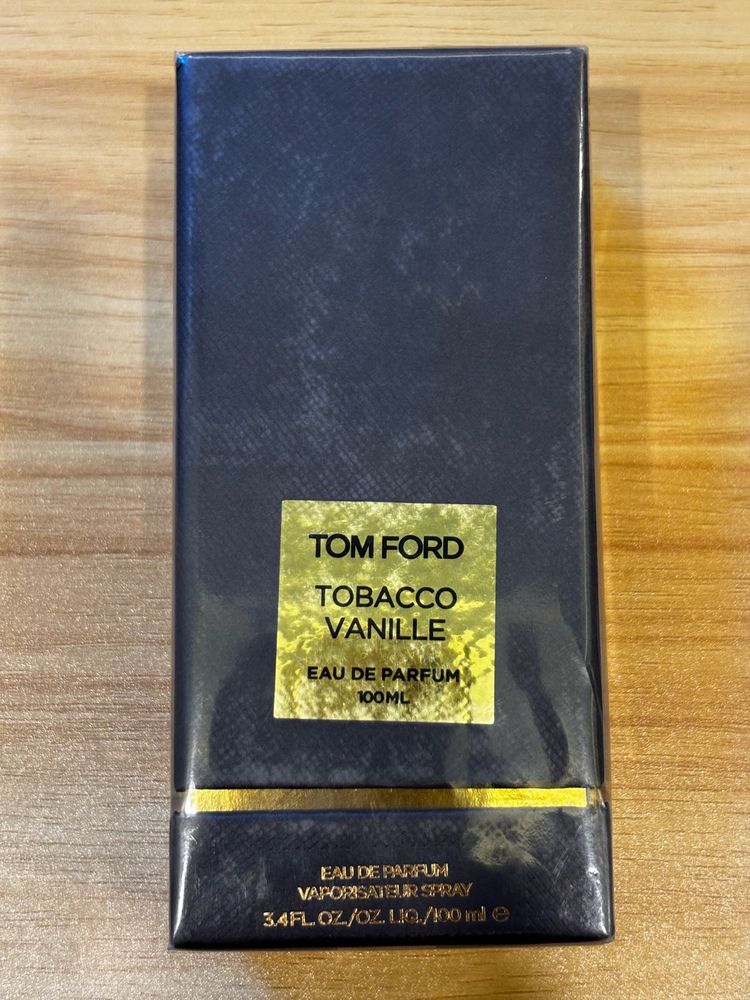 TOM FORD
TOBACCO
VANILLE
EAU DE PARFUM
100ML
EAU DE PARFUM
VAPORISATEUR SPRAY
3.4 FL. OZ./OZ. LIQ./100 ml ℮